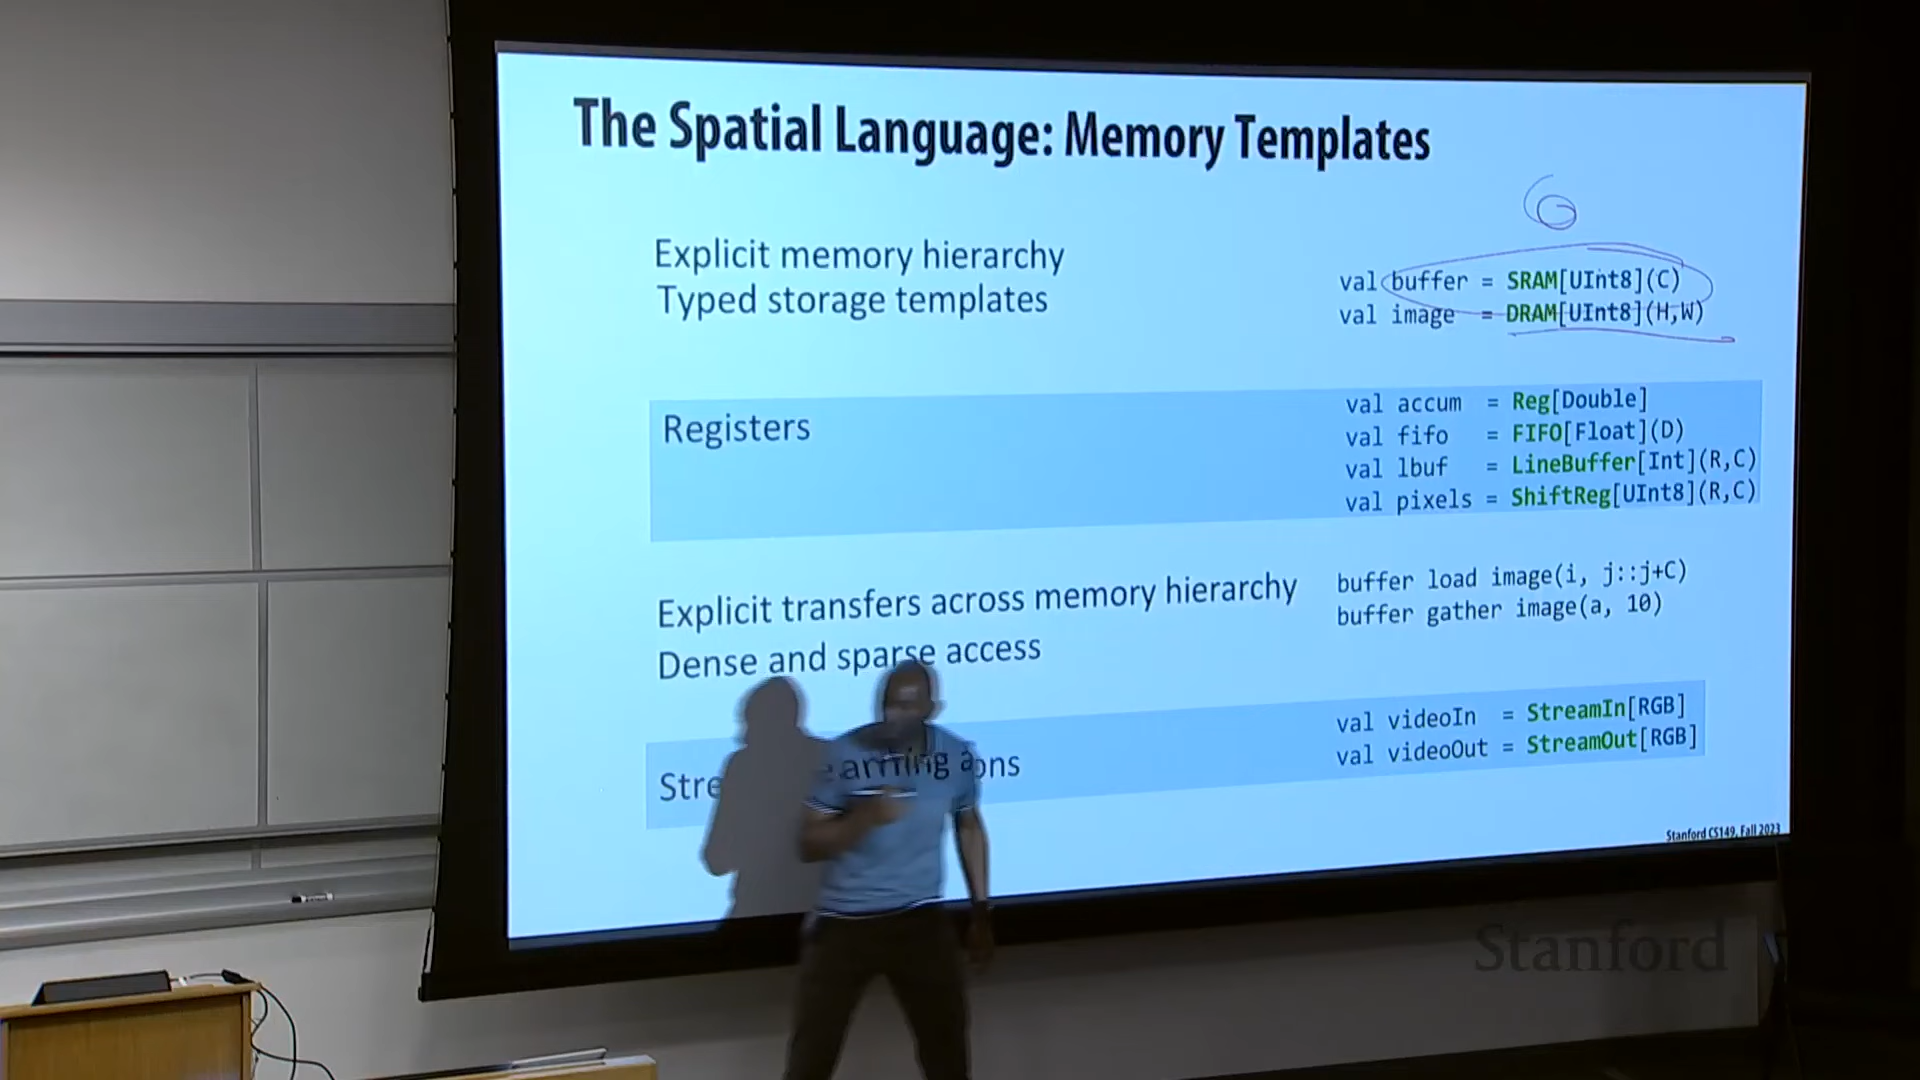 The Spatial Language: Memory Templates
Explicit memory hierarchy
Typed storage templates
val buffer = SRAM[UInt8](C)
val image = DRAM[UInt8](H,W)
Registers
val accum = Reg[Double]
val fifo = FIFO[Float](D)
val lbuf = LineBuffer[Int](R,C)
val pixels = ShiftReg[UInt8](R,C)
Explicit transfers across memory hierarchy
Dense and sparse access
buffer load image(i, j::j+C)
buffer gather image(a, 10)
val videoIn = StreamIn[RGB]
val videoOut = StreamOut[RGB]
Stanford CS149, Fall 2023
Stanford